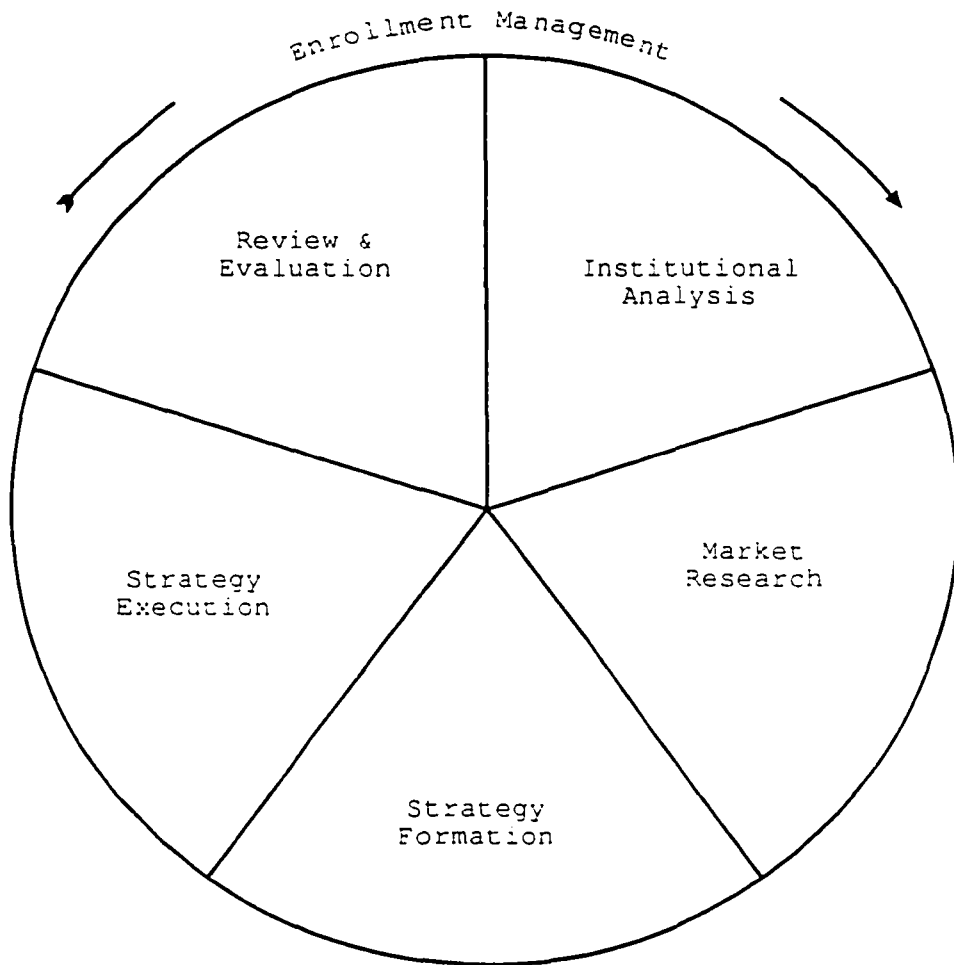 Enrollment Management
Review &
Evaluation
Institutional
Analysis
Market
Research
Strategy
Execution
Strategy
Formation